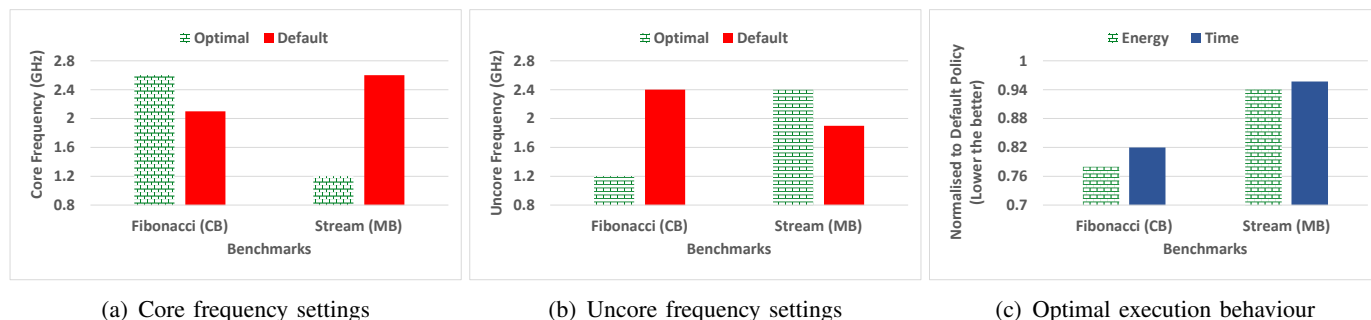 Optimal Default
Core Frequency (GHz)
2.8
2.4
2
1.6
1.2
0.8
Fibonacci (CB) Stream (MB)
Benchmarks
(a) Core frequency settings
Optimal Default
Uncore Frequency (GHz)
2.8
2.4
2
1.6
1.2
0.8
Fibonacci (CB) Stream (MB)
Benchmarks
(b) Uncore frequency settings
Energy Time
Normalised to Default Policy
(Lower the better)
1
0.94
0.88
0.82
0.76
0.7
Fibonacci (CB) Stream (MB)
Benchmarks
(c) Optimal execution behaviour